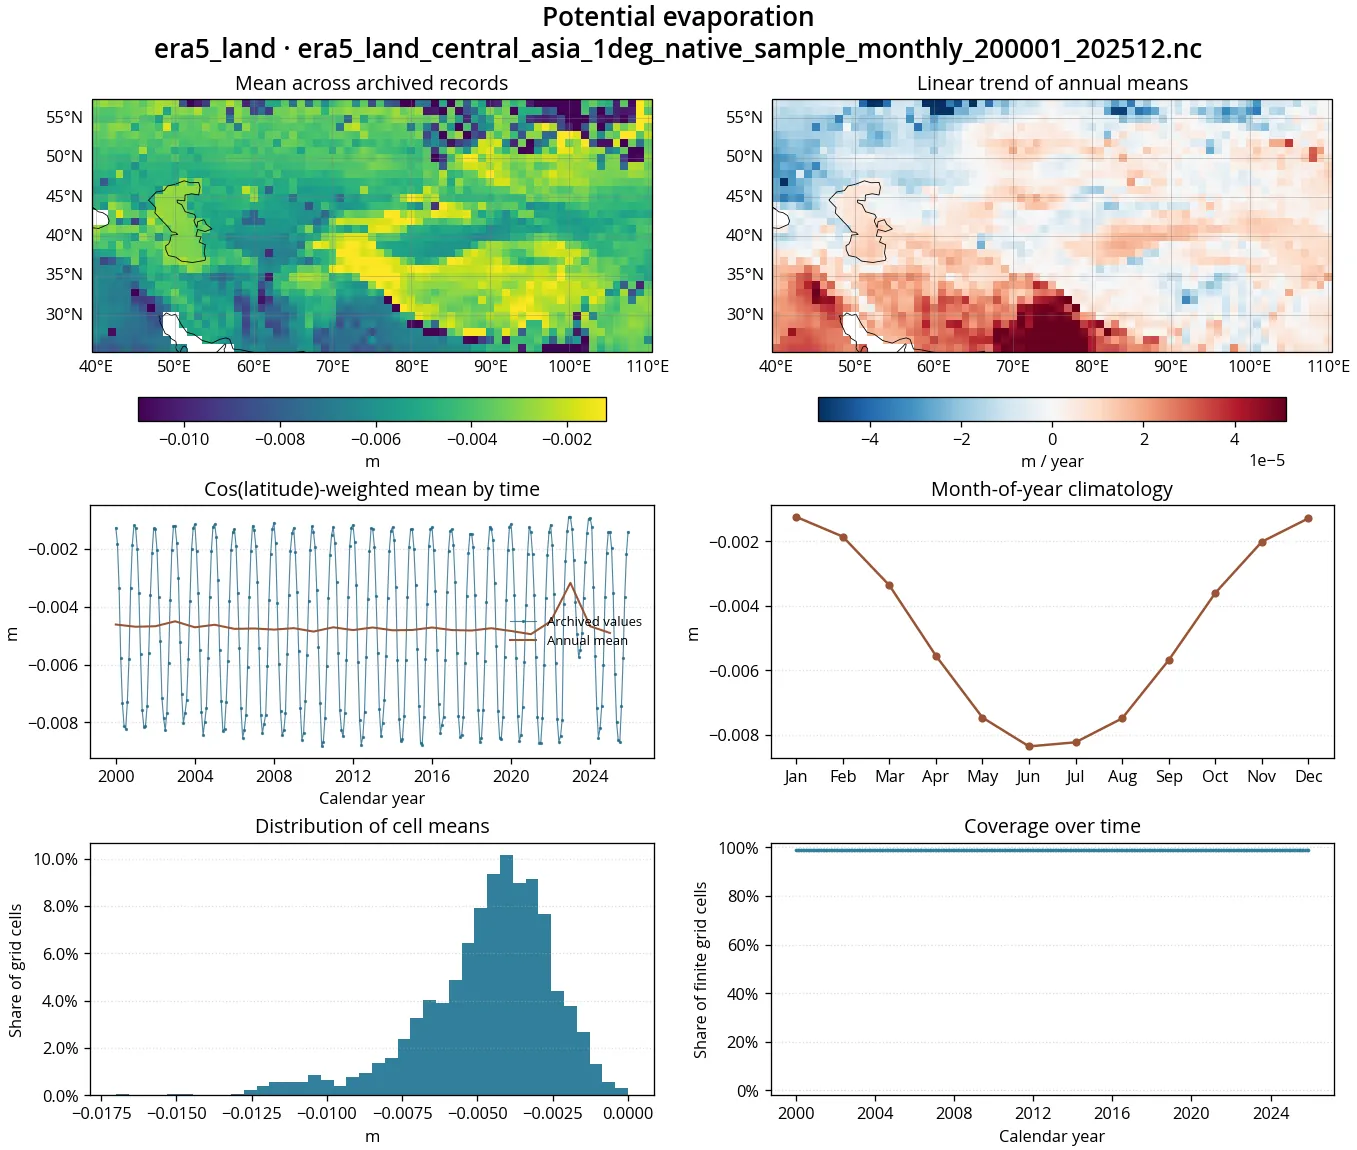 Potential evaporation
era5_land · era5_land_central_asia_1deg_native_sample_monthly_200001_202512.nc
Mean across archived records
55°N
50°N
45°N
40°N
35°N
30°N
40°E 50°E 60°E 70°E 80°E 90°E 100°E 110°E
−0.010 −0.008 −0.006 −0.004 −0.002
m
Linear trend of annual means
55°N
50°N
45°N
40°N
35°N
30°N
40°E 50°E 60°E 70°E 80°E 90°E 100°E 110°E
−4 −2 0 2 4
m / year
1e−5
Cos(latitude)-weighted mean by time
−0.002
−0.004
−0.006
−0.008
m
Archived values
Annual mean
2000 2004 2008 2012 2016 2020 2024
Calendar year
Month-of-year climatology
−0.002
−0.004
−0.006
−0.008
m
Jan Feb Mar Apr May Jun Jul Aug Sep Oct Nov Dec
Distribution of cell means
10.0%
8.0%
6.0%
4.0%
2.0%
0.0%
Share of grid cells
−0.0175 −0.0150 −0.0125 −0.0100 −0.0075 −0.0050 −0.0025 0.0000
m
Coverage over time
100%
80%
60%
40%
20%
0%
Share of finite grid cells
2000 2004 2008 2012 2016 2020 2024
Calendar year